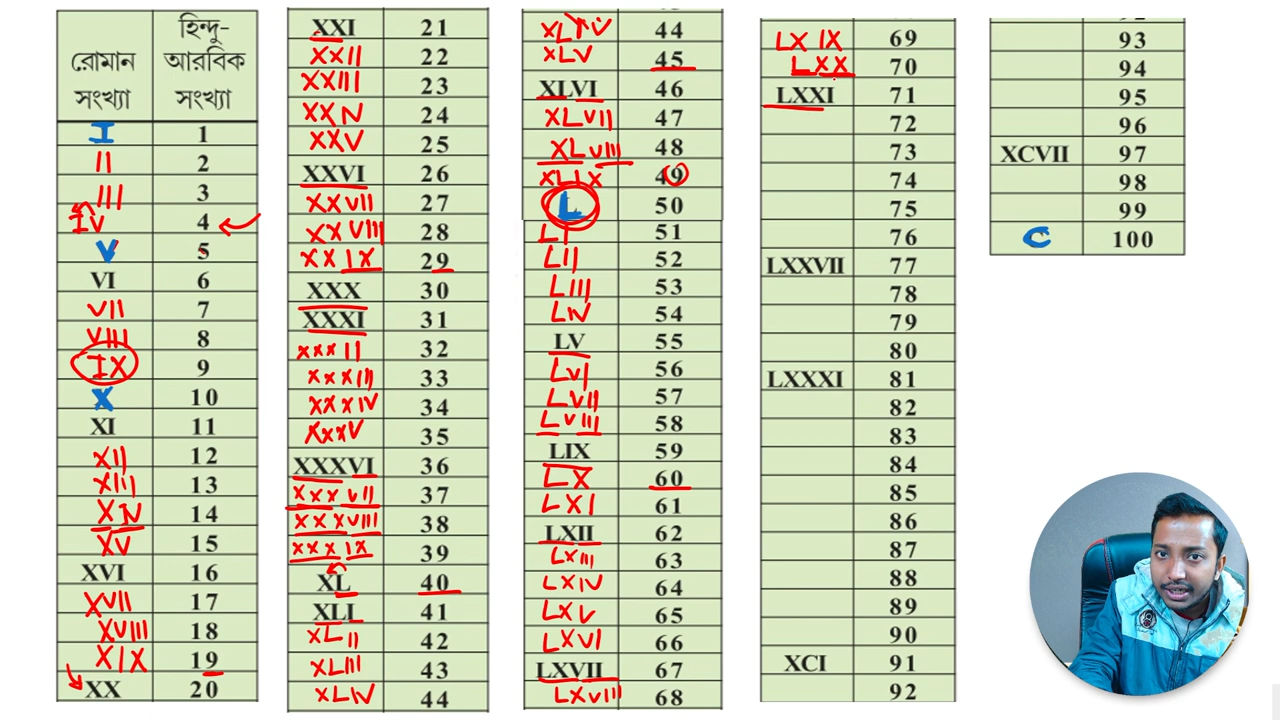 রোমান সংখ্যা হিন্দু-আরবিক সংখ্যা
I 1
II 2
III 3
IV 4
V 5
VI 6
VII 7
VIII 8
IX 9
X 10
XI 11
XII 12
XIII 13
XIV 14
XV 15
XVI 16
XVII 17
XVIII 18
XIX 19
XX 20
XXI 21
XXII 22
XXIII 23
XXIV 24
XXV 25
XXVI 26
XXVII 27
XXVIII 28
XXIX 29
XXX 30
XXXI 31
XXXII 32
XXXIII 33
XXXIV 34
XXXV 35
XXXVI 36
XXXVII 37
XXXVIII 38
XXXIX 39
XL 40
XLI 41
XLII 42
XLIII 43
XLIV 44
XLIV 44
XLV 45
XLVI 46
XLVII 47
XLVIII 48
XLIX 49
L 50
LI 51
LII 52
LIII 53
LIV 54
LV 55
LVI 56
LVII 57
LVIII 58
LIX 59
LX 60
LXI 61
LXII 62
LXIII 63
LXIV 64
LXV 65
LXVI 66
LXVII 67
LXVIII 68
LXIX 69
LXX 70
LXXI 71
72
73
74
75
76
LXXVII 77
78
79
80
LXXXI 81
82
83
84
85
86
87
88
89
90
XCI 91
92
93
94
95
96
XCVII 97
98
99
C 100